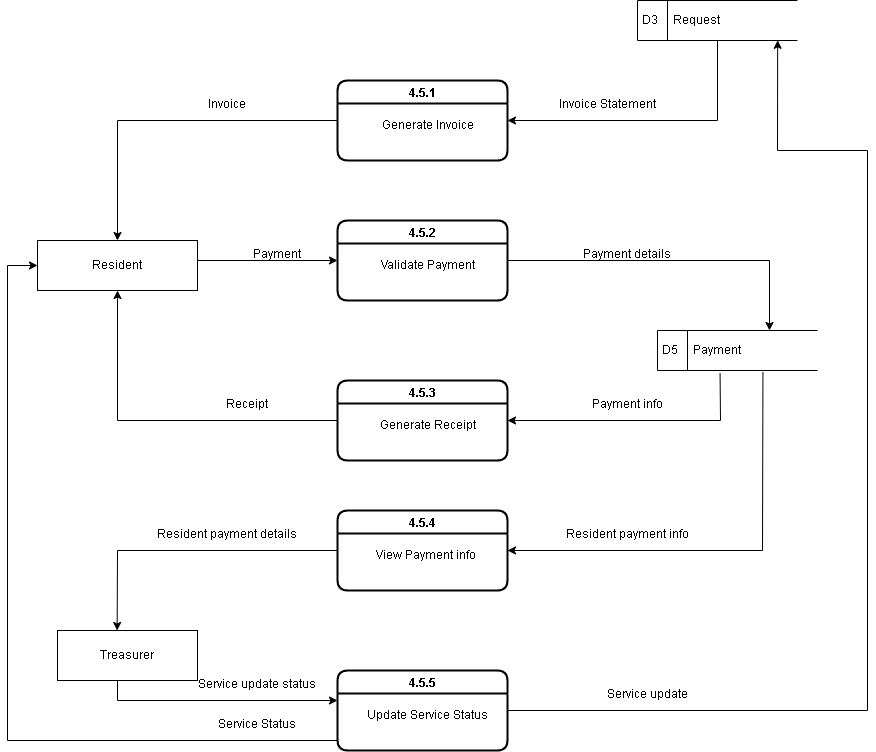 D3 Request
4.5.1
Invoice
Invoice Statement
Generate Invoice
4.5.2
Payment
Payment details
Resident
Validate Payment
D5 Payment
4.5.3
Receipt
Payment info
Generate Receipt
4.5.4
Resident payment details
Resident payment info
View Payment info
Treasurer
4.5.5
Service update status
Service update
Update Service Status
Service Status